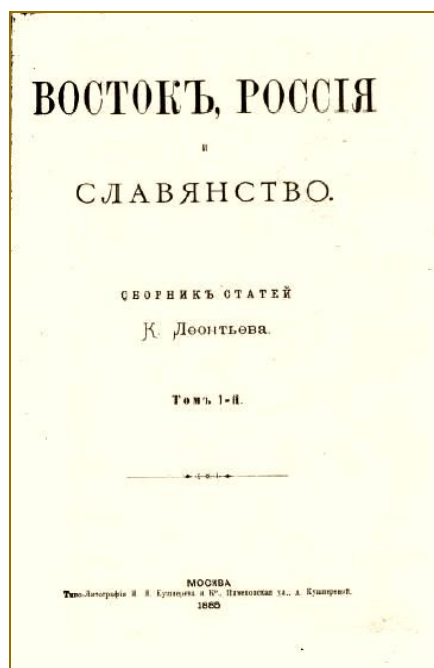 ВОСТОКЪ, РОССІЯ
И
СЛАВЯНСТВО.
СБОРНИКЪ СТАТЕЙ
К. Леонтьева.
Томъ 1-й.
МОСКВА
Типо-Литографія И. Н. Кушнерева и Кº, Пименовская ул., д. Кушнеревой.
1885